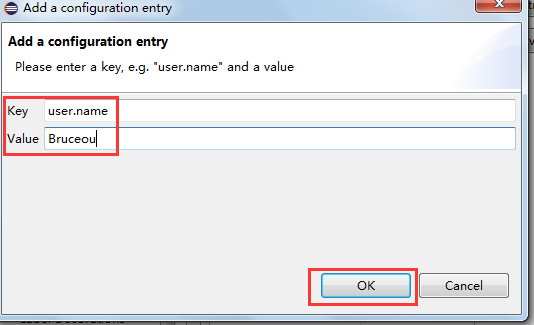 Add a configuration entry
Add a configuration entry
Please enter a key, e.g. "user.name" and a value
Key user.name
Value Bruceou
OK Cancel